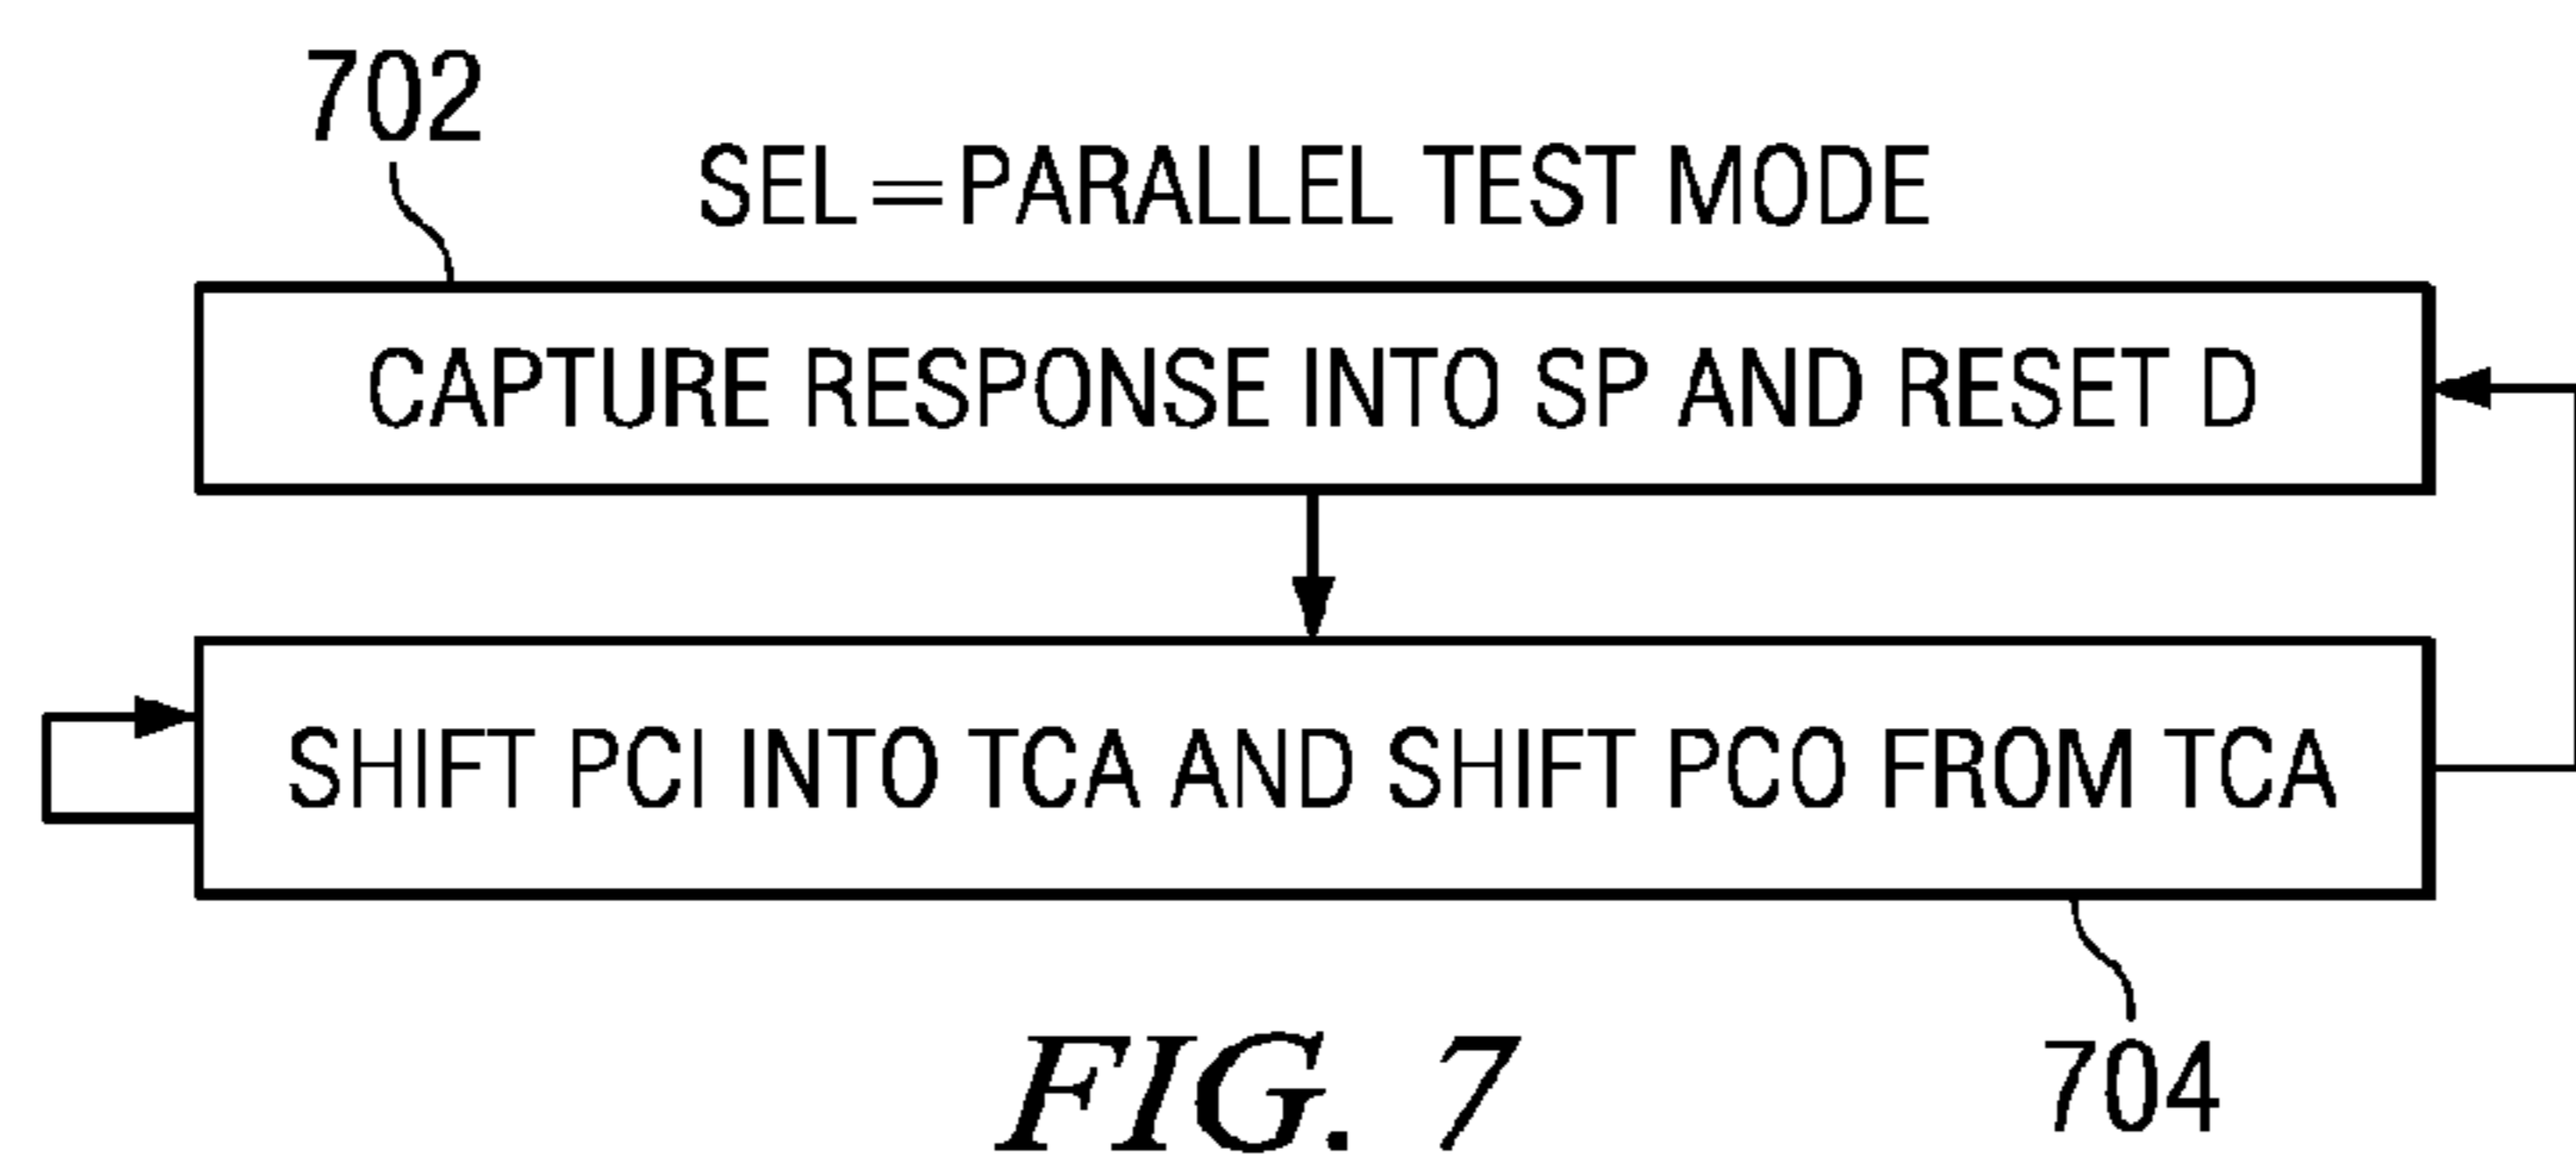 702
SEL=PARALLEL TEST MODE
CAPTURE RESPONSE INTO SP AND RESET D
SHIFT PCI INTO TCA AND SHIFT PCO FROM TCA
704
FIG. 7